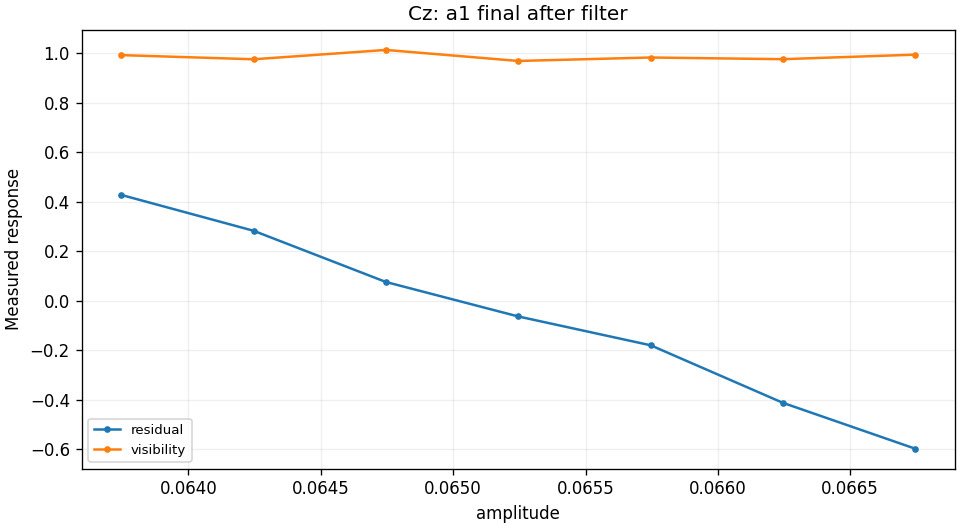 Cz: a1 final after filter
Measured response
1.0
0.8
0.6
0.4
0.2
0.0
−0.2
−0.4
−0.6
residual
visibility
0.0640 0.0645 0.0650 0.0655 0.0660 0.0665
amplitude